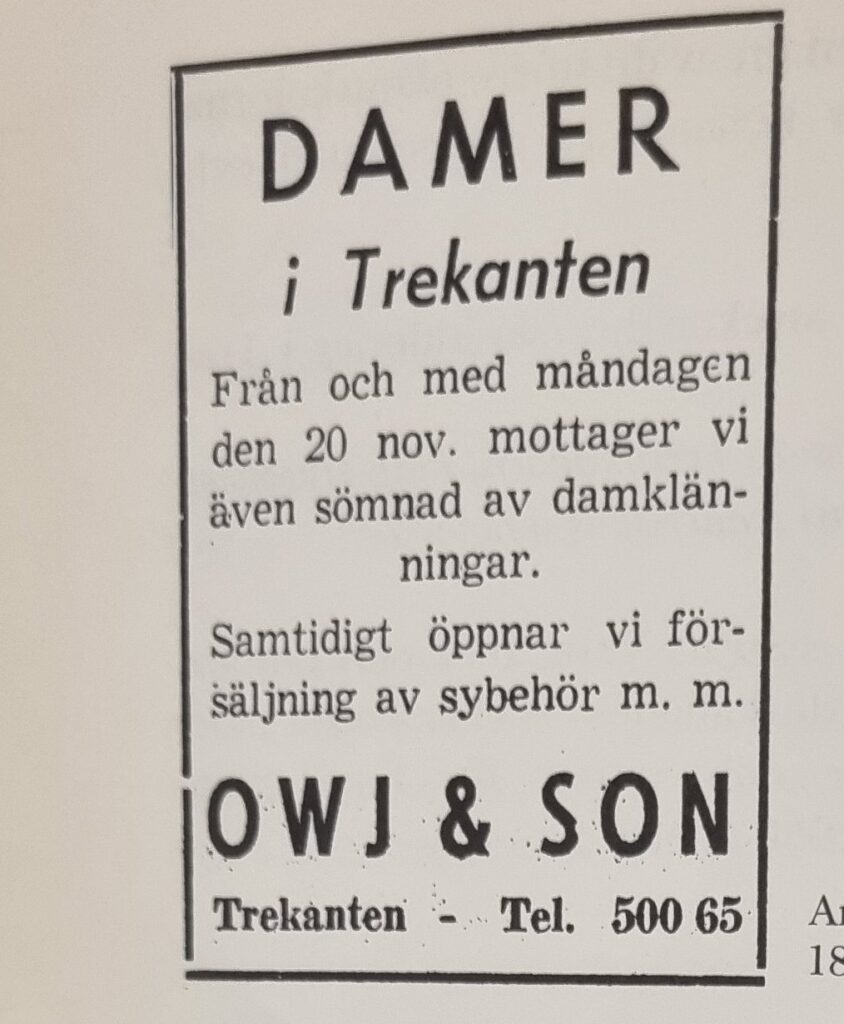 DAMER
i Trekanten
Från och med måndagen
den 20 nov. mottager vi
även sömnad av damklän-
ningar.
Samtidigt öppnar vi för-
säljning av sybehör m. m.
OWJ & SON
Trekanten - Tel. 500 65